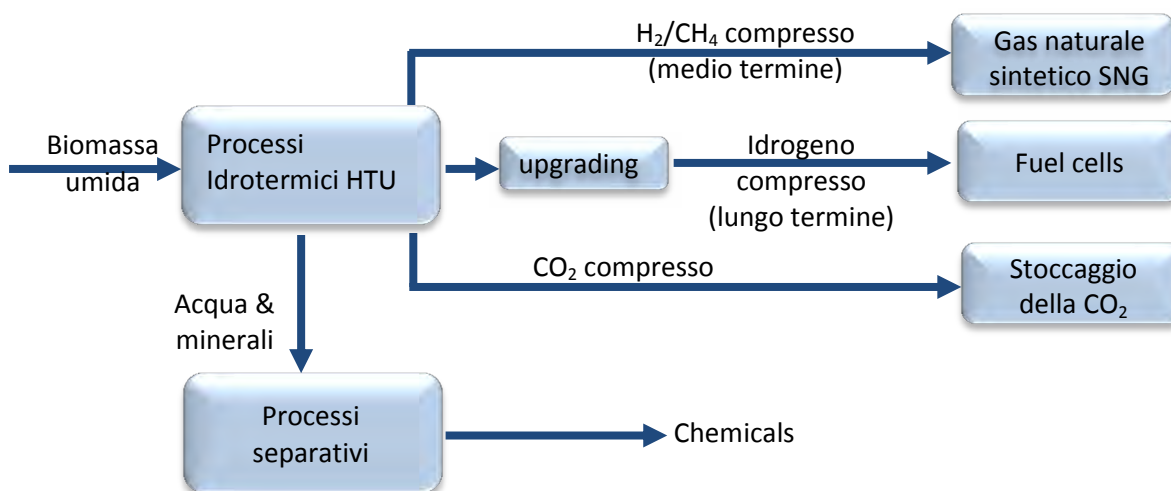 H₂/CH₄ compresso
(medio termine)
Gas naturale
sintetico SNG
Biomassa
umida
Processi
Idrotermici HTU
upgrading
Idrogeno
compresso
(lungo termine)
Fuel cells
CO₂ compresso
Stoccaggio
della CO₂
Acqua &
minerali
Processi
separativi
Chemicals